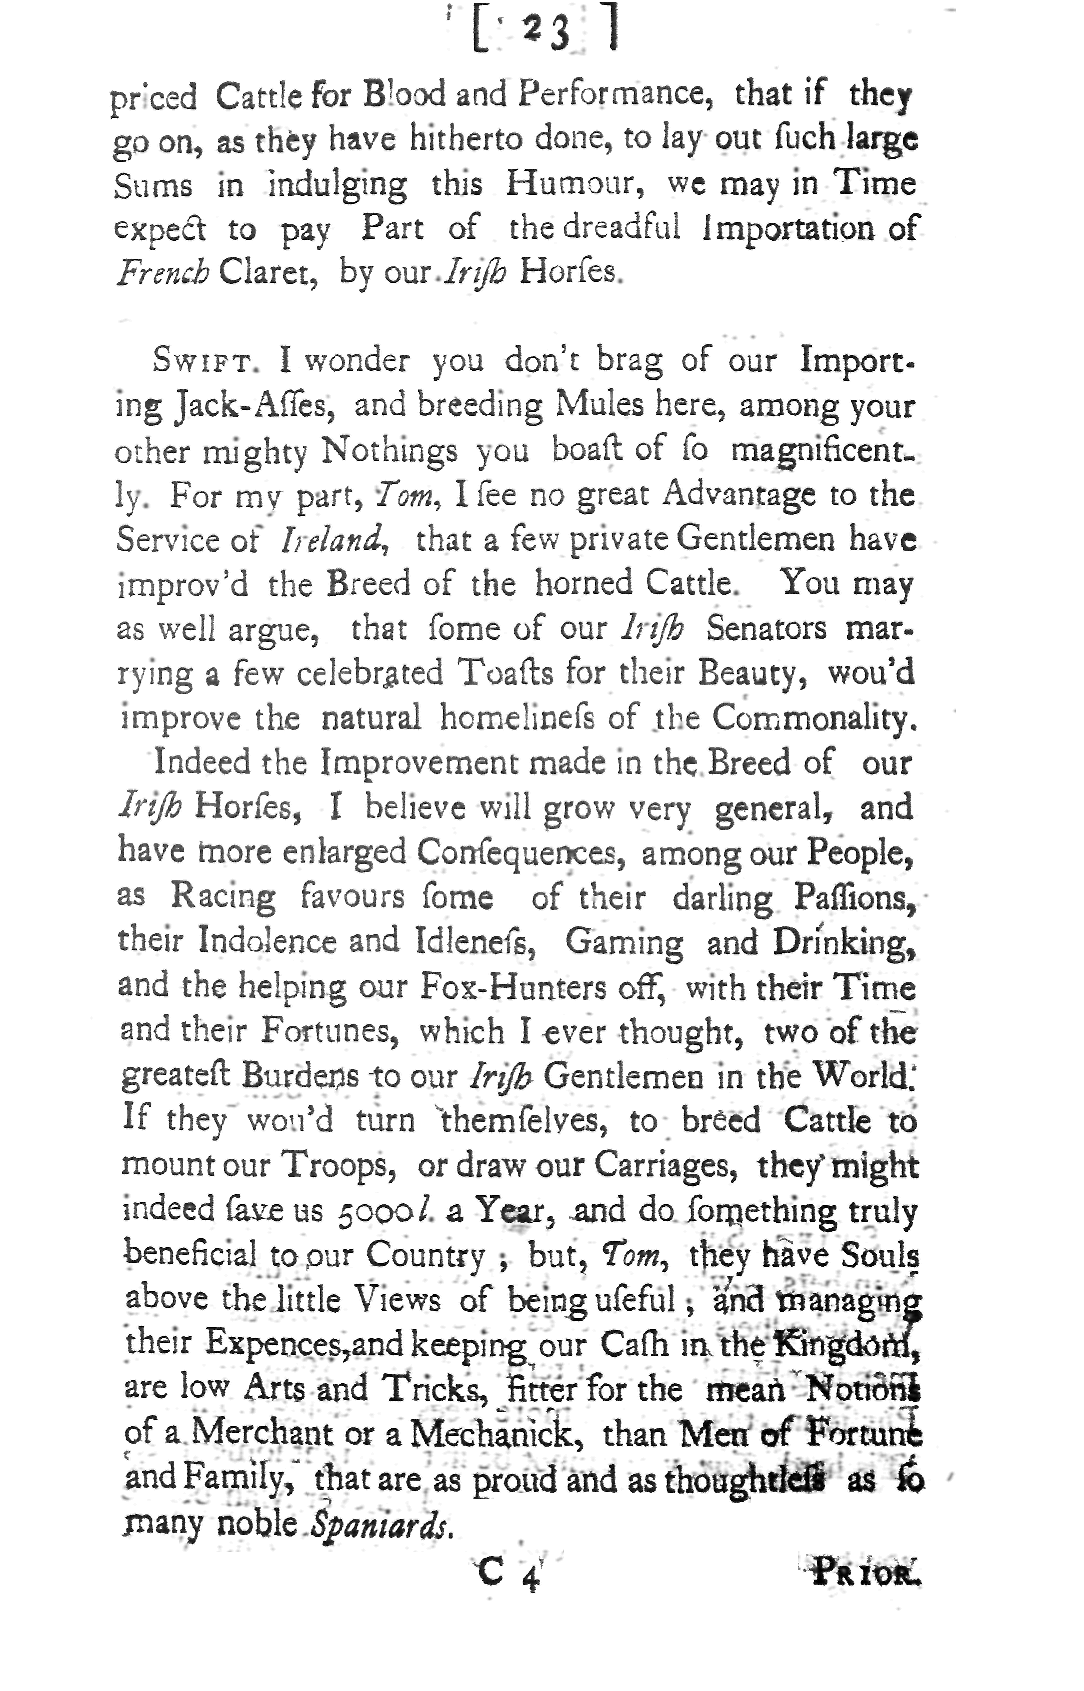 [ 23 ]
priced Cattle for Blood and Performance, that if they
go on, as they have hitherto done, to lay out ſuch large
Sums in indulging this Humour, we may in Time
expect to pay Part of the dreadful Importation of
French Claret, by our Iriſh Horſes.
SWIFT. I wonder you don't brag of our Import-
ing Jack-Aſſes, and breeding Mules here, among your
other mighty Nothings you boaſt of ſo magnificent-
ly. For my part, Tom, I ſee no great Advantage to the
Service of Ireland, that a few private Gentlemen have
improv'd the Breed of the horned Cattle. You may
as well argue, that ſome of our Iriſh Senators mar-
rying a few celebrated Toaſts for their Beauty, wou'd
improve the natural homelineſs of the Commonality.
Indeed the Improvement made in the Breed of our
Iriſh Horſes, I believe will grow very general, and
have more enlarged Conſequences, among our People,
as Racing favours ſome of their darling Paſſions,
their Indolence and Idleneſs, Gaming and Drinking,
and the helping our Fox-Hunters off, with their Time
and their Fortunes, which I ever thought, two of the
greateſt Burdens to our Iriſh Gentlemen in the World.
If they wou'd turn themſelves, to breed Cattle to
mount our Troops, or draw our Carriages, they might
indeed ſave us 5000l. a Year, and do ſomething truly
beneficial to our Country ; but, Tom, they have Souls
above the little Views of being uſeful ; and managing
their Expences, and keeping our Caſh in the Kingdom,
are low Arts and Tricks, fitter for the mean Notions
of a Merchant or a Mechanick, than Men of Fortune
and Family, that are as proud and as thoughtleſs as ſo
many noble Spaniards.
C 4 PRIOR.